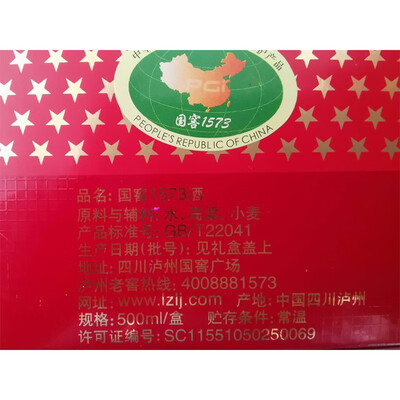 PGI
国窖1573
PEOPLE'S REPUBLIC OF CHINA
品名: 国窖1573酒
原料与辅料: 水、高粱、小麦
产品标准号: GB/T22041
生产日期(批号): 见礼盒盖上
地址: 四川泸州国窖广场
泸州老窖热线: 4008881573
网址: www.lzlj.com 产地: 中国四川泸州
规格: 500ml/盒 贮存条件: 常温
许可证编号: SC11551050250069